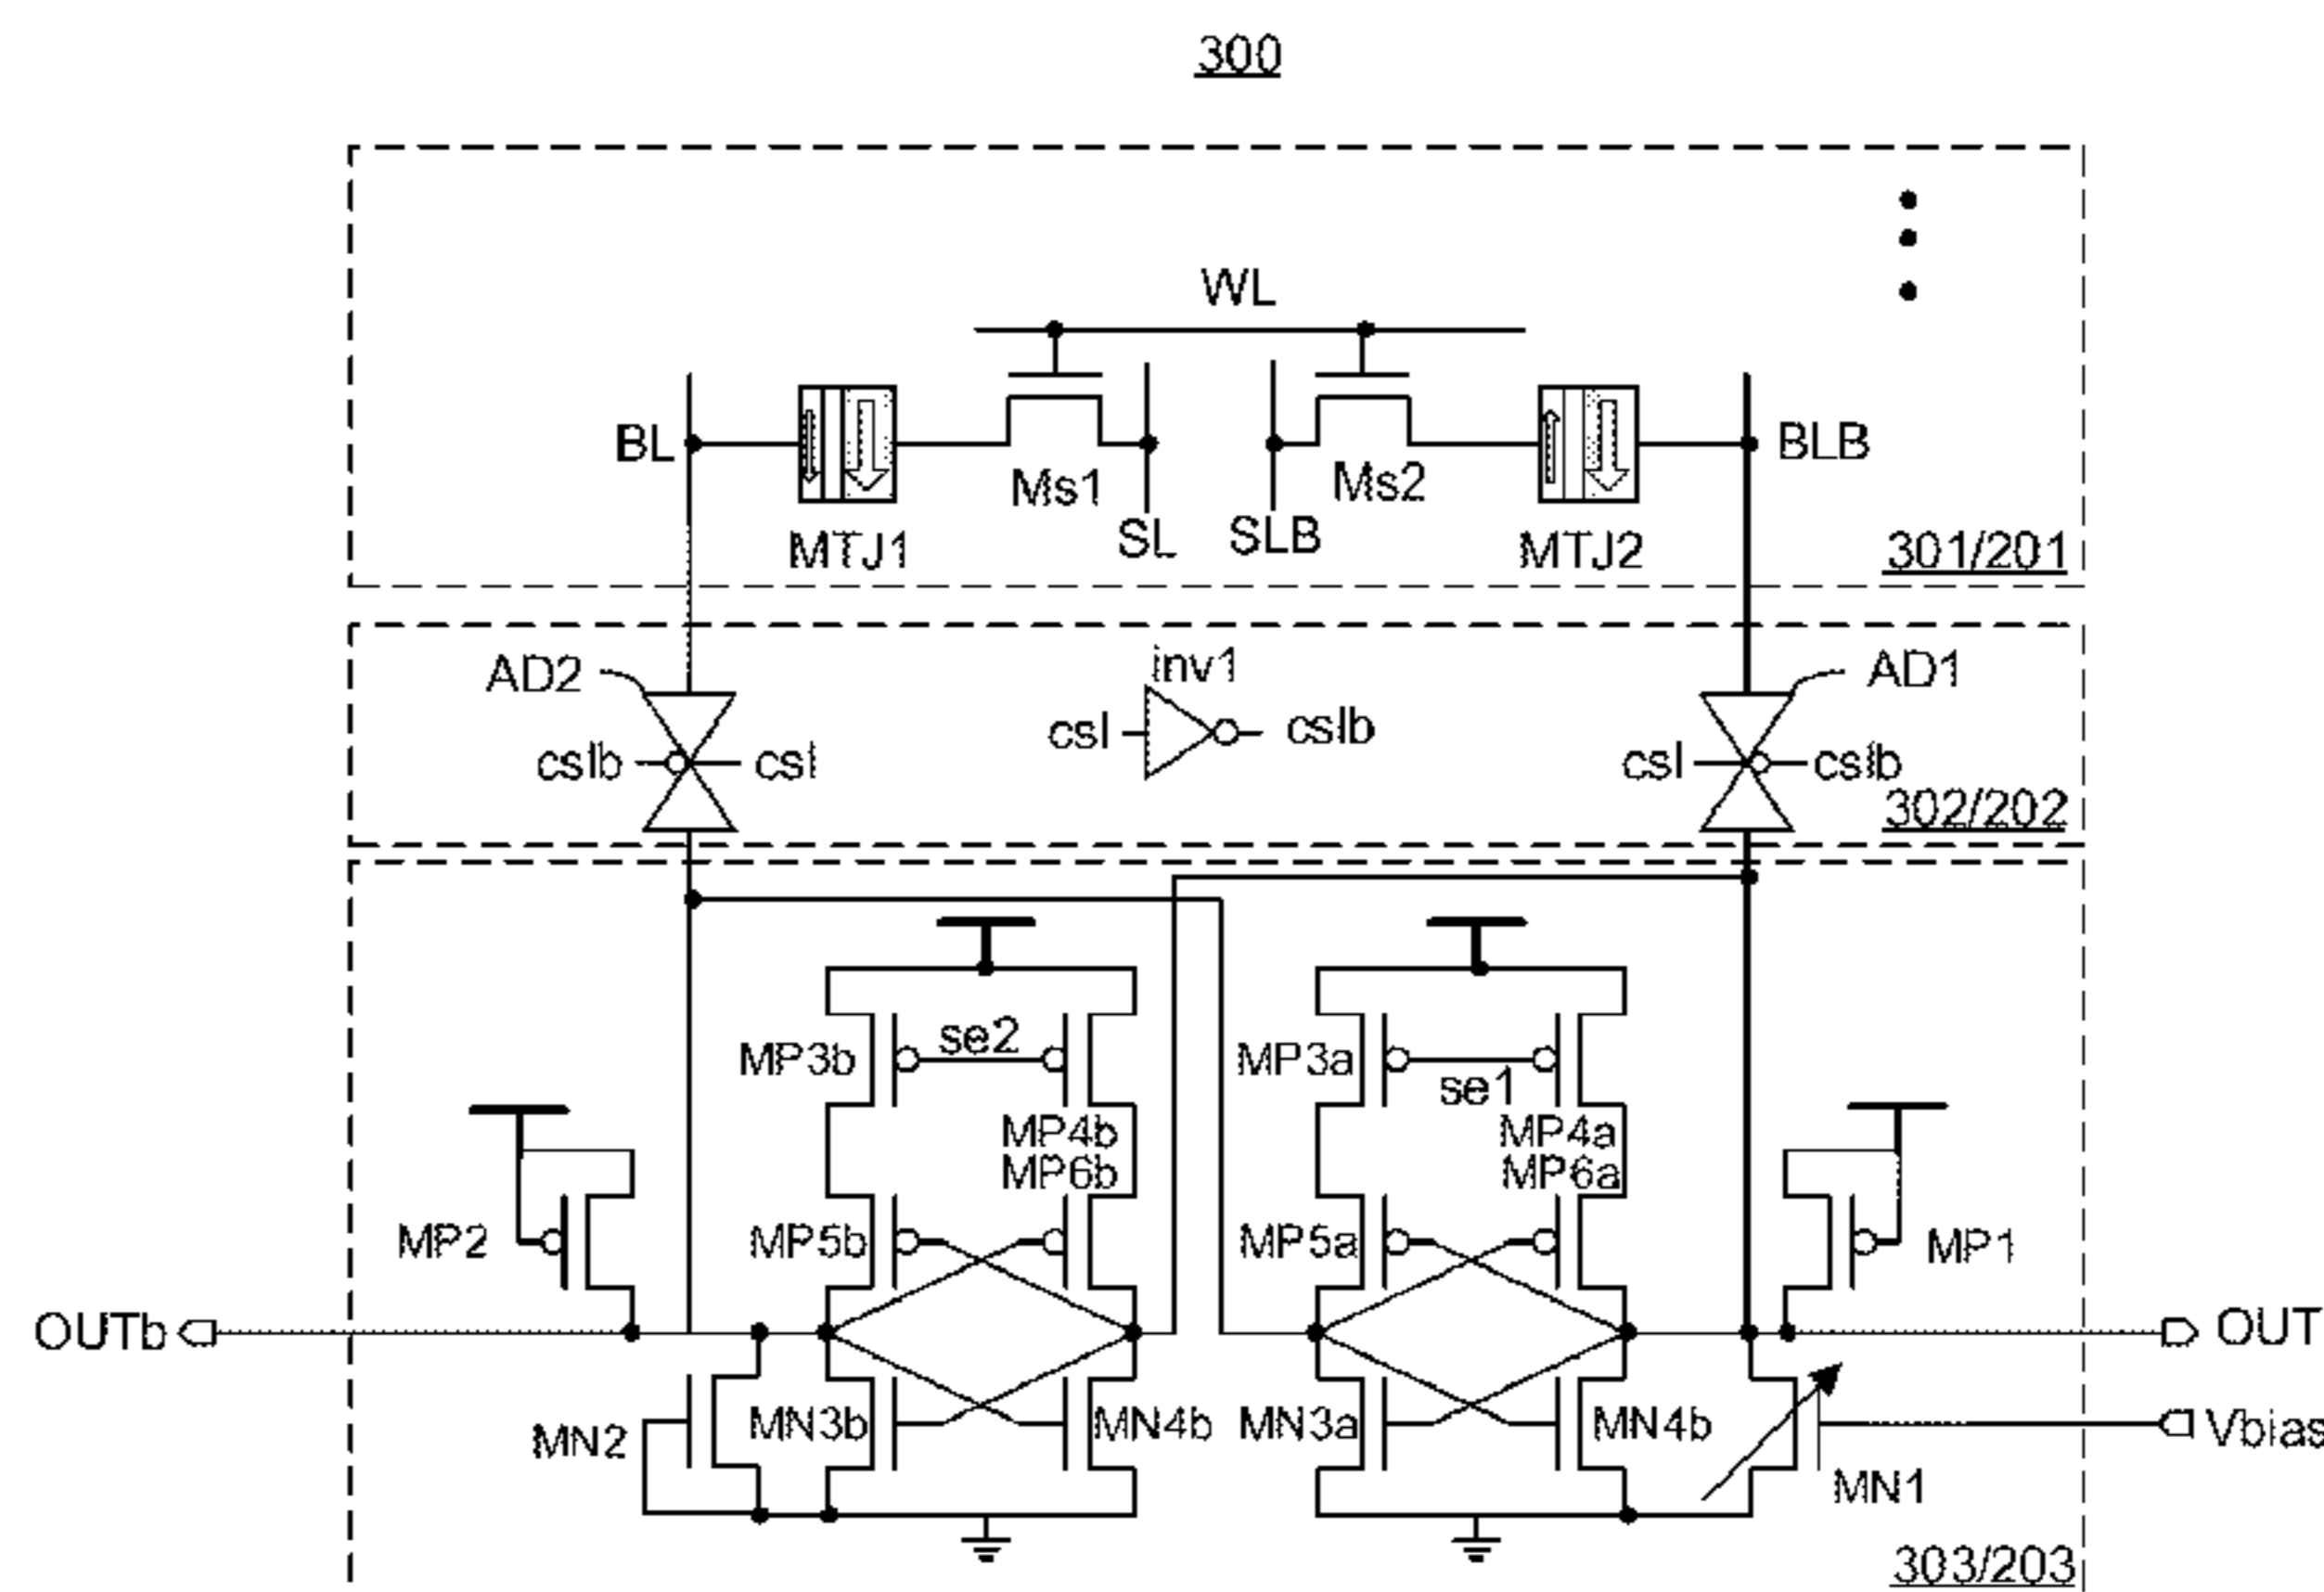 300
WL
BL
BLB
Ms1
Ms2
SL
SLB
MTJ1
MTJ2
301/201
AD2
inv1
AD1
csl
cslb
cslb
csl
csl
cslb
302/202
MP3b
se2
MP3a
se1
MP4b
MP4a
MP6b
MP6a
MP2
MP5b
MP5a
MP1
OUTb
OUT
MN2
MN3b
MN4b
MN3a
MN4b
Vbias
MN1
303/203